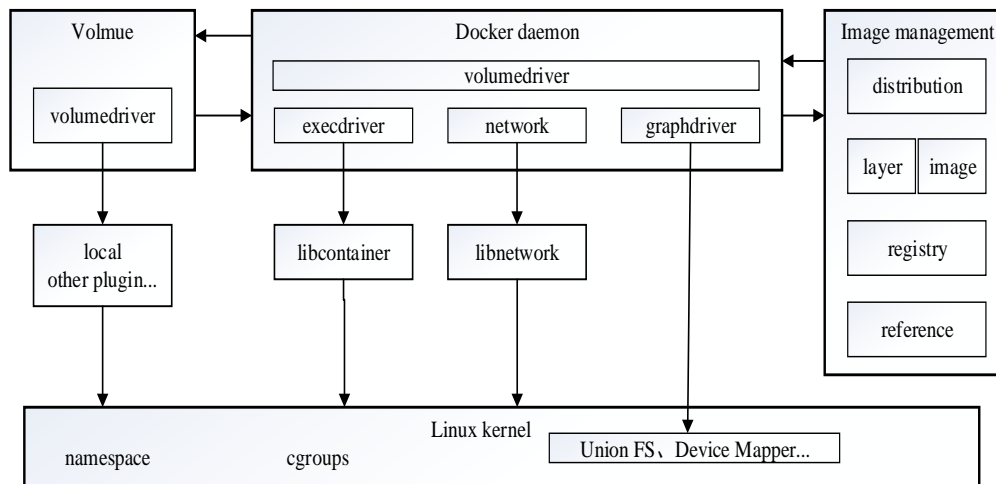 Volmue
volumedriver
local
other plugin...
Docker daemon
volumedriver
execdriver
network
graphdriver
libcontainer
libnetwork
Image management
distribution
layer
image
registry
reference
Linux kernel
namespace
cgroups
Union FS、Device Mapper...